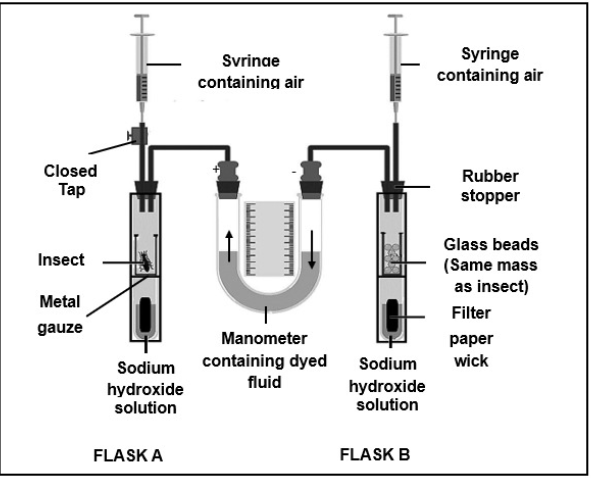 Syringe
containing air
Syringe
containing air
Closed
Tap
+
-
Rubber
stopper
Insect
Glass beads
(Same mass
as insect)
Metal
gauze
Filter
paper
wick
Manometer
containing dyed
fluid
Sodium
hydroxide
solution
Sodium
hydroxide
solution
FLASK A
FLASK B